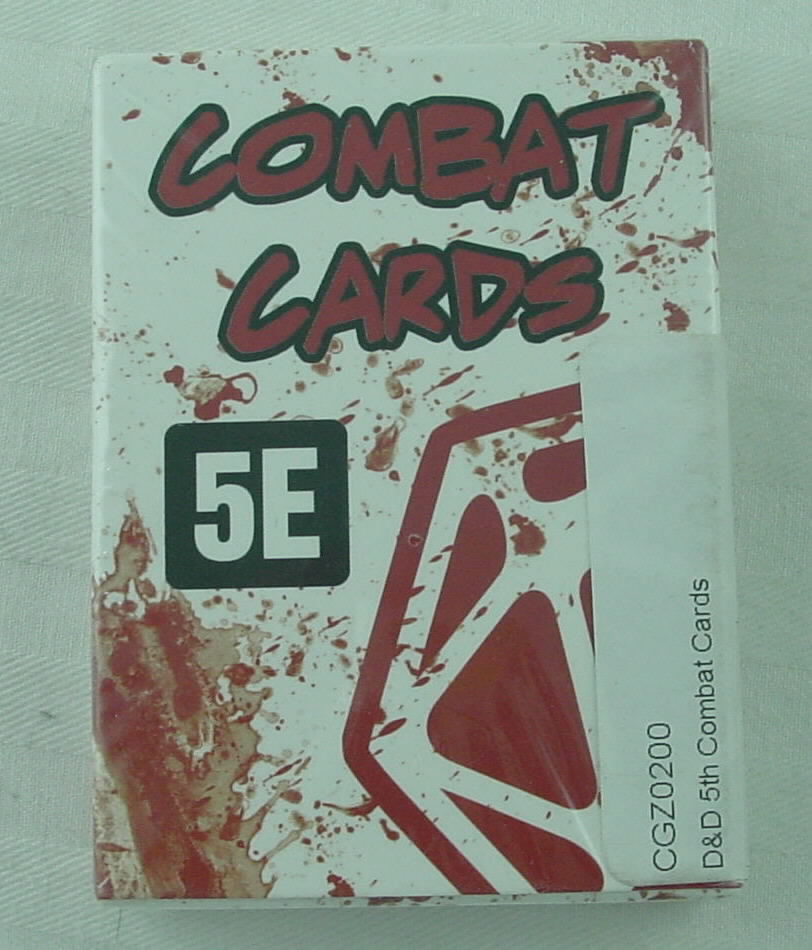 COMBAT
CARDS
5E
CGZ0200
D&D 5th Combat Cards